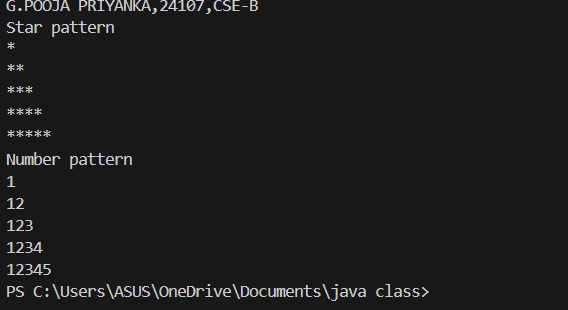 G.POOJA PRIYANKA,24107,CSE-B
Star pattern
*
**
***
****
*****
Number pattern
1
12
123
1234
12345
PS C:\Users\ASUS\OneDrive\Documents\java class>